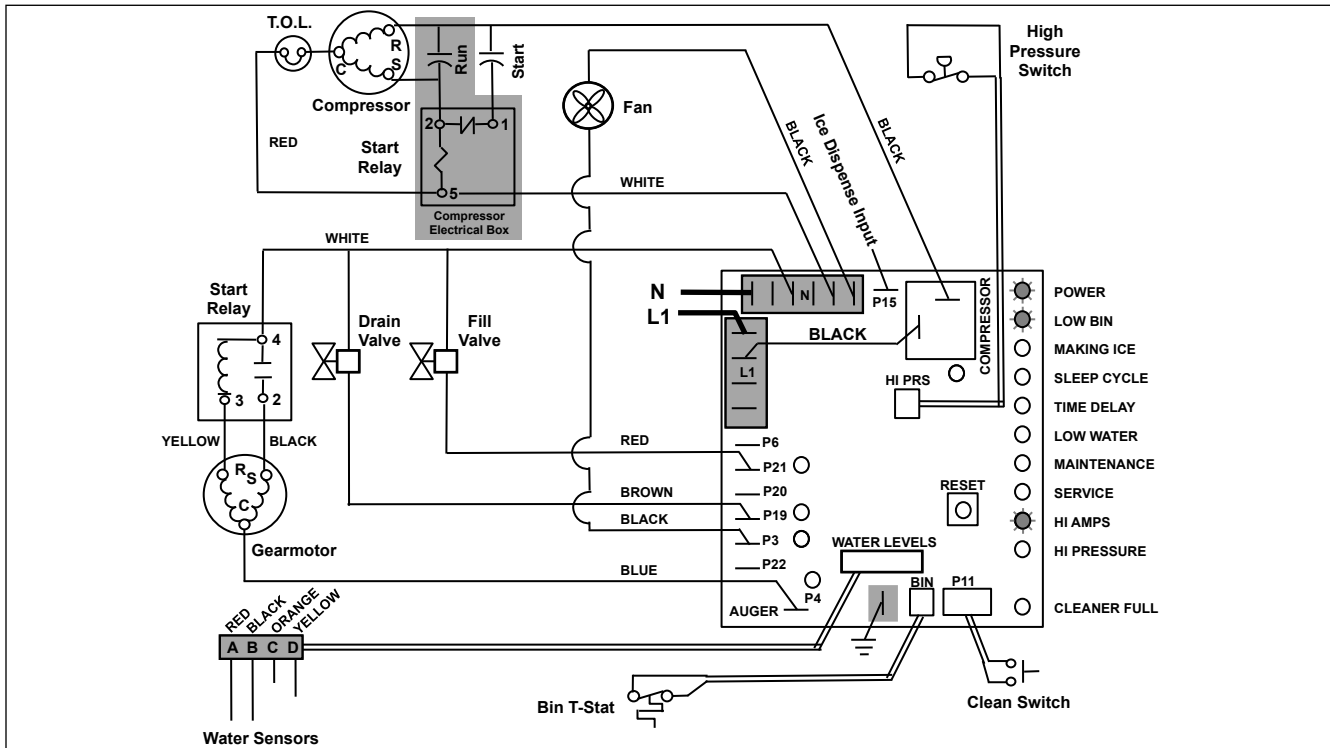 T.O.L.
R
S
C
Compressor
Run
Start
2
1
Start
Relay
5
Compressor
Electrical Box
RED
WHITE
Fan
BLACK
Ice Dispense Input
BLACK
High
Pressure
Switch
WHITE
Start
Relay
4
3
2
YELLOW
BLACK
R
S
C
Gearmotor
Drain
Valve
Fill
Valve
N
L1
N
P15
COMPRESSOR
BLACK
L1
HI PRS
RED
P6
P21
P20
BROWN
P19
BLACK
P3
P22
BLUE
P4
AUGER
RESET
WATER LEVELS
BIN
P11
POWER
LOW BIN
MAKING ICE
SLEEP CYCLE
TIME DELAY
LOW WATER
MAINTENANCE
SERVICE
HI AMPS
HI PRESSURE
CLEANER FULL
RED
BLACK
ORANGE
YELLOW
A B C D
Water Sensors
Bin T-Stat
Clean Switch